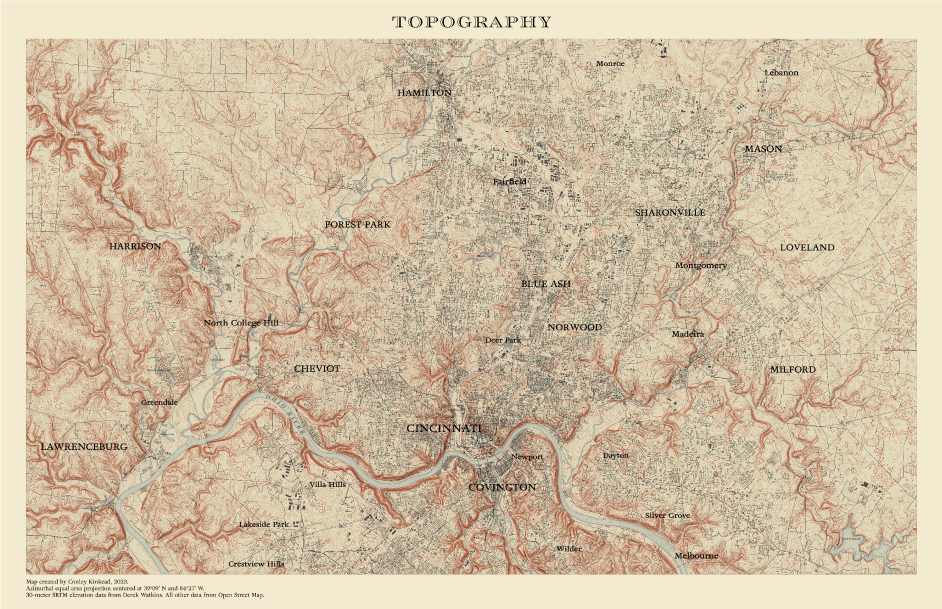 TOPOGRAPHY
Monroe
Lebanon
HAMILTON
MASON
Fairfield
SHARONVILLE
FOREST PARK
HARRISON
LOVELAND
Montgomery
BLUE ASH
North College Hill
NORWOOD
Madeira
Deer Park
CHEVIOT
MILFORD
Greendale
OHIO RIVER
CINCINNATI
LAWRENCEBURG
Newport
Dayton
Villa Hills
COVINGTON
Silver Grove
Lakeside Park
Wilder
Melbourne
Crestview Hills
Map created by Conley Kinkead, 2023.
Azimuthal equal area projection centered at 39°09' N and 84°27' W.
30-meter SRTM elevation data from Derek Watkins. All other data from Open Street Map.